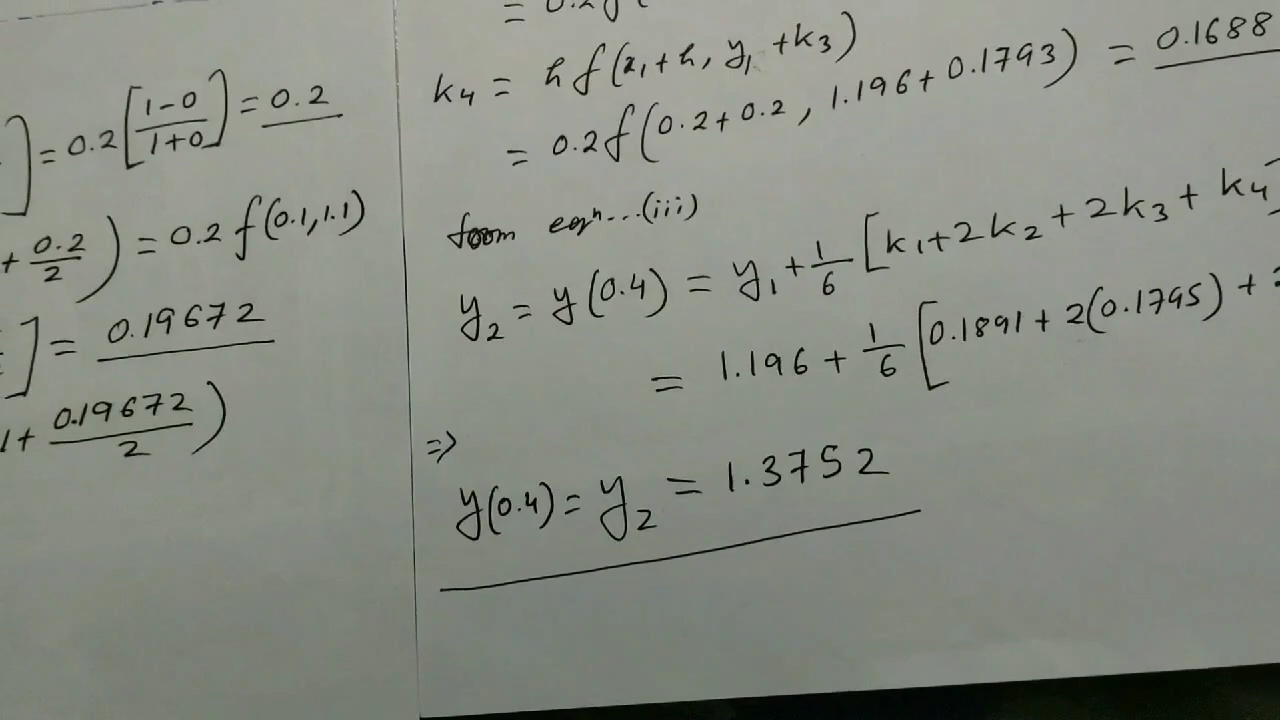 ] = 0.2 [ (1-0)/(1+0) ] = 0.2
+ 0.2/2 ) = 0.2 f(0.1, 1.1)
] = 0.19672
1+ 0.19672/2 )
k₄ = h f(x₁+h, y₁+k₃)
= 0.2 f(0.2+0.2, 1.196+0.1793) = 0.1688
from eqⁿ...(iii)
y₂ = y(0.4) = y₁ + 1/6 [k₁+2k₂+2k₃+k₄]
= 1.196 + 1/6 [0.1891 + 2(0.1795) +
=>
y(0.4) = y₂ = 1.3752